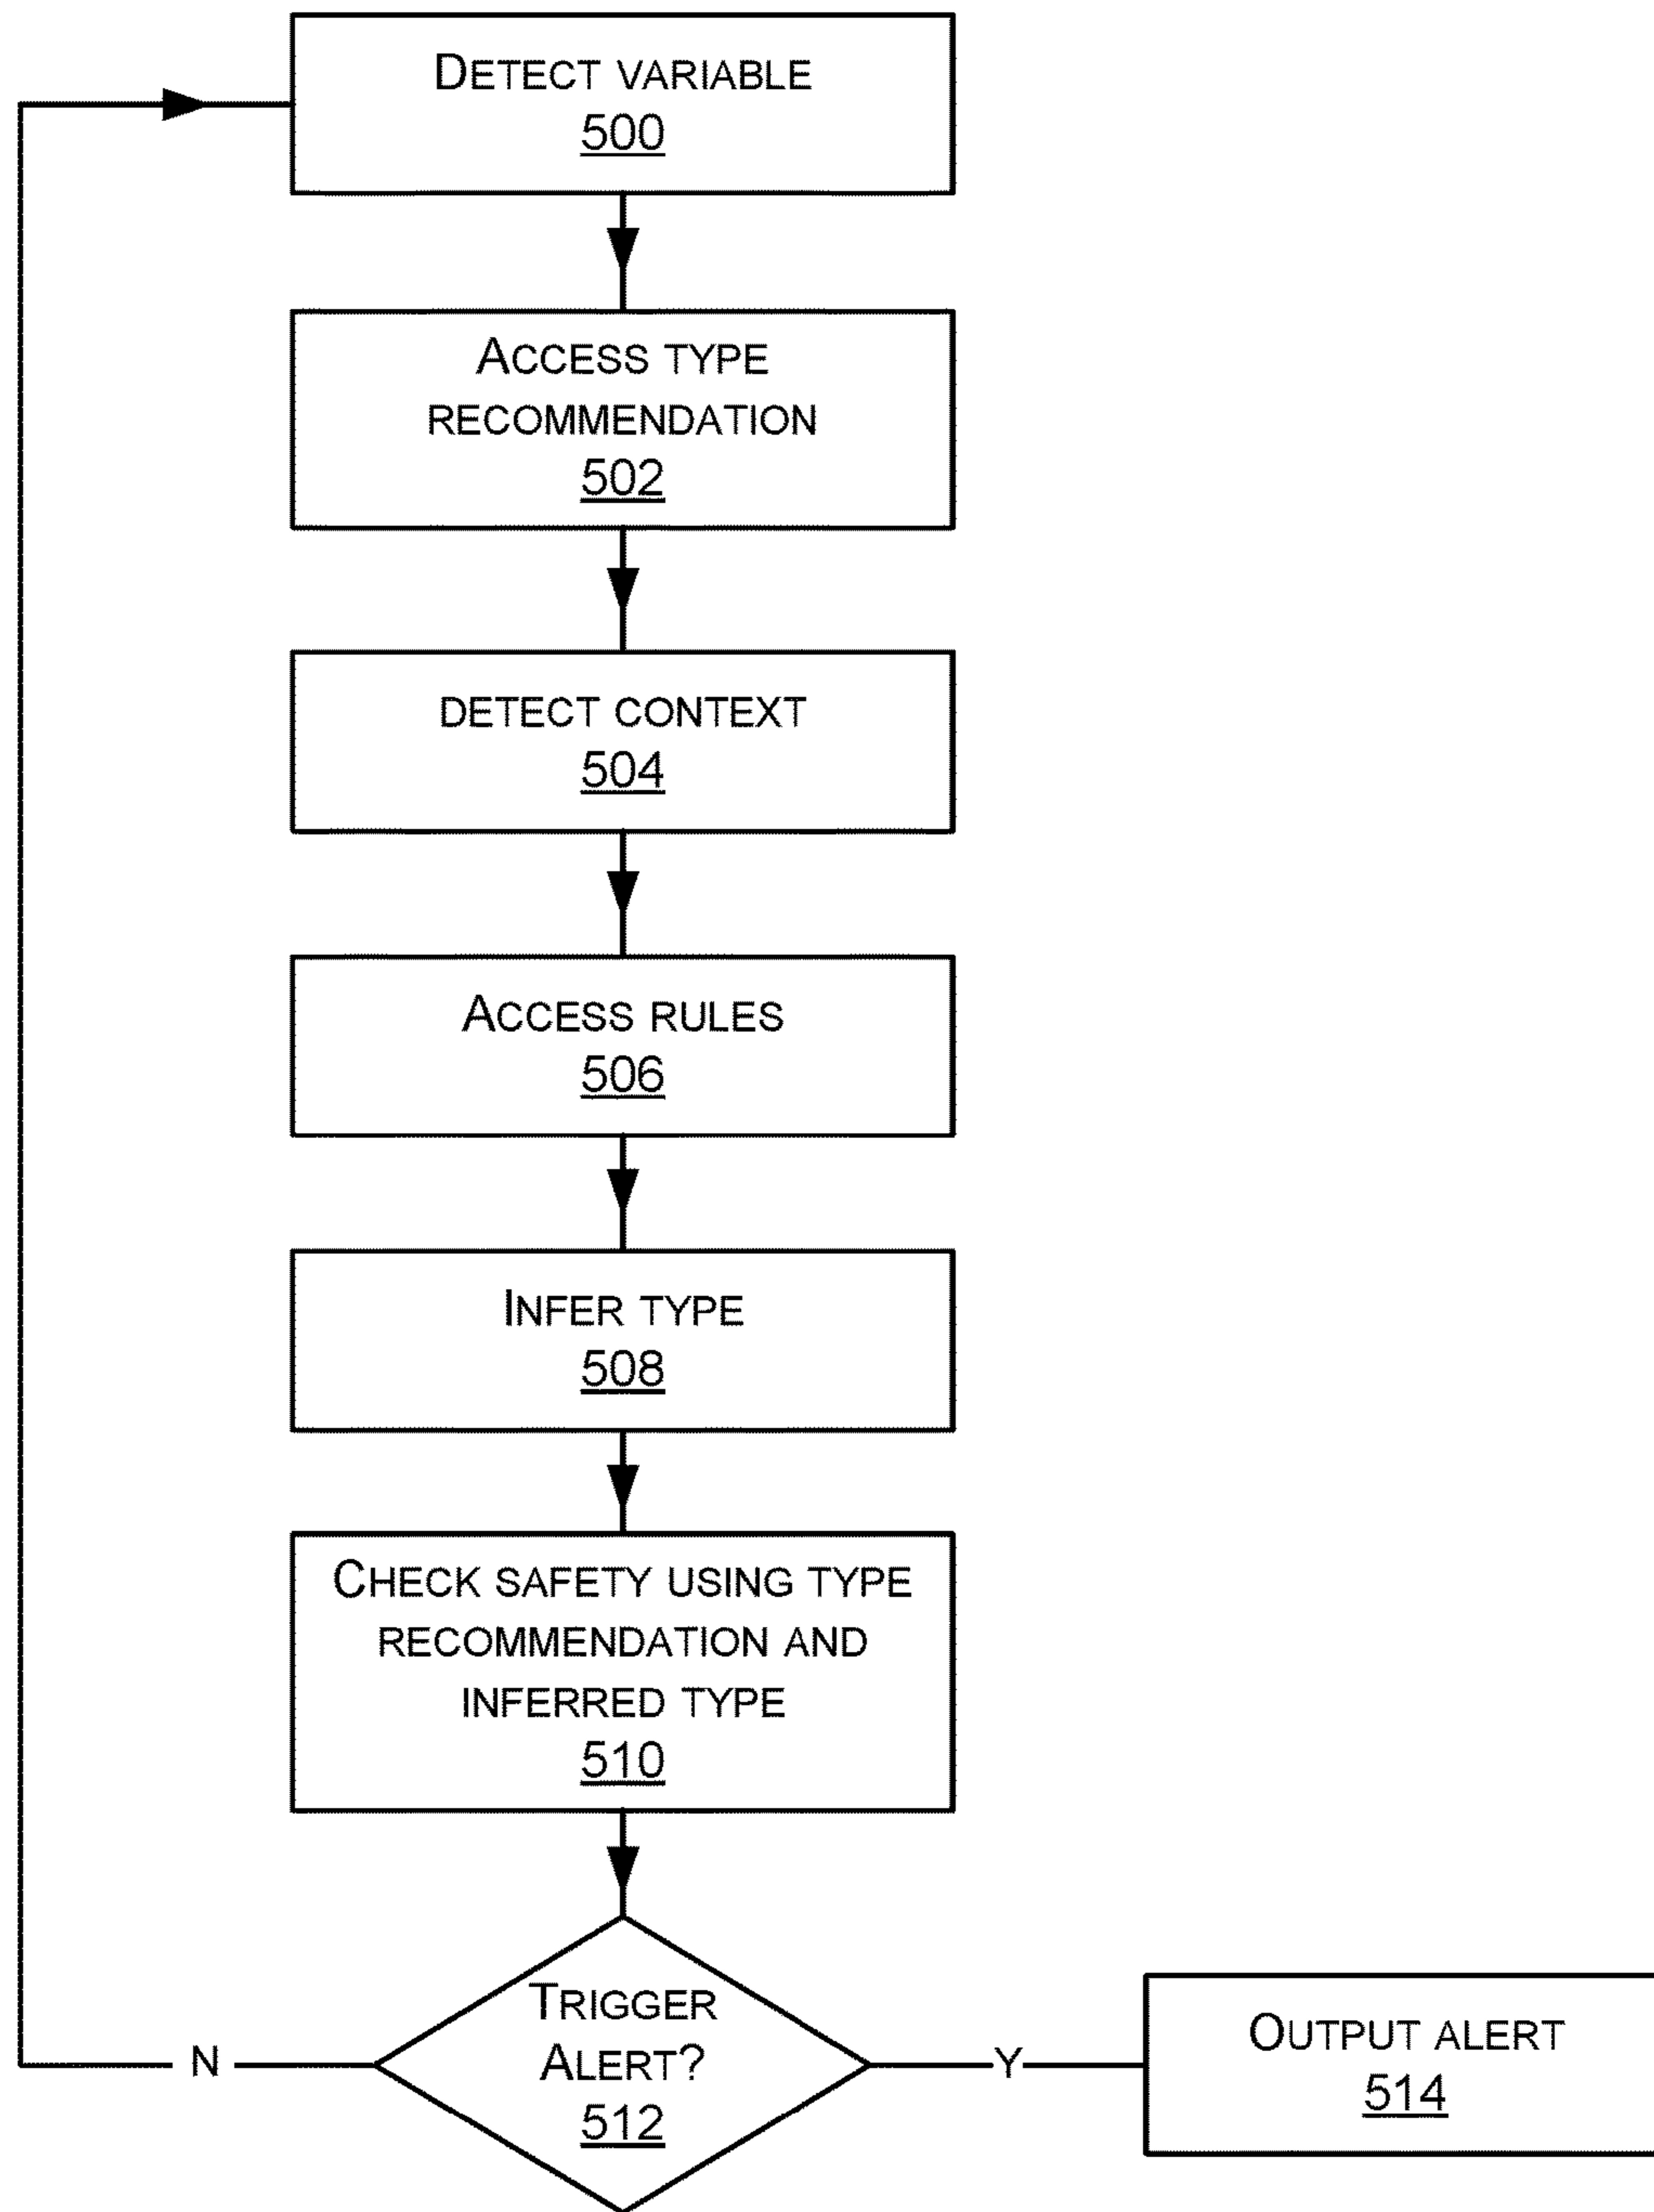 DETECT VARIABLE
500
ACCESS TYPE
RECOMMENDATION
502
DETECT CONTEXT
504
ACCESS RULES
506
INFER TYPE
508
CHECK SAFETY USING TYPE
RECOMMENDATION AND
INFERRED TYPE
510
TRIGGER
ALERT?
512
N
Y
OUTPUT ALERT
514